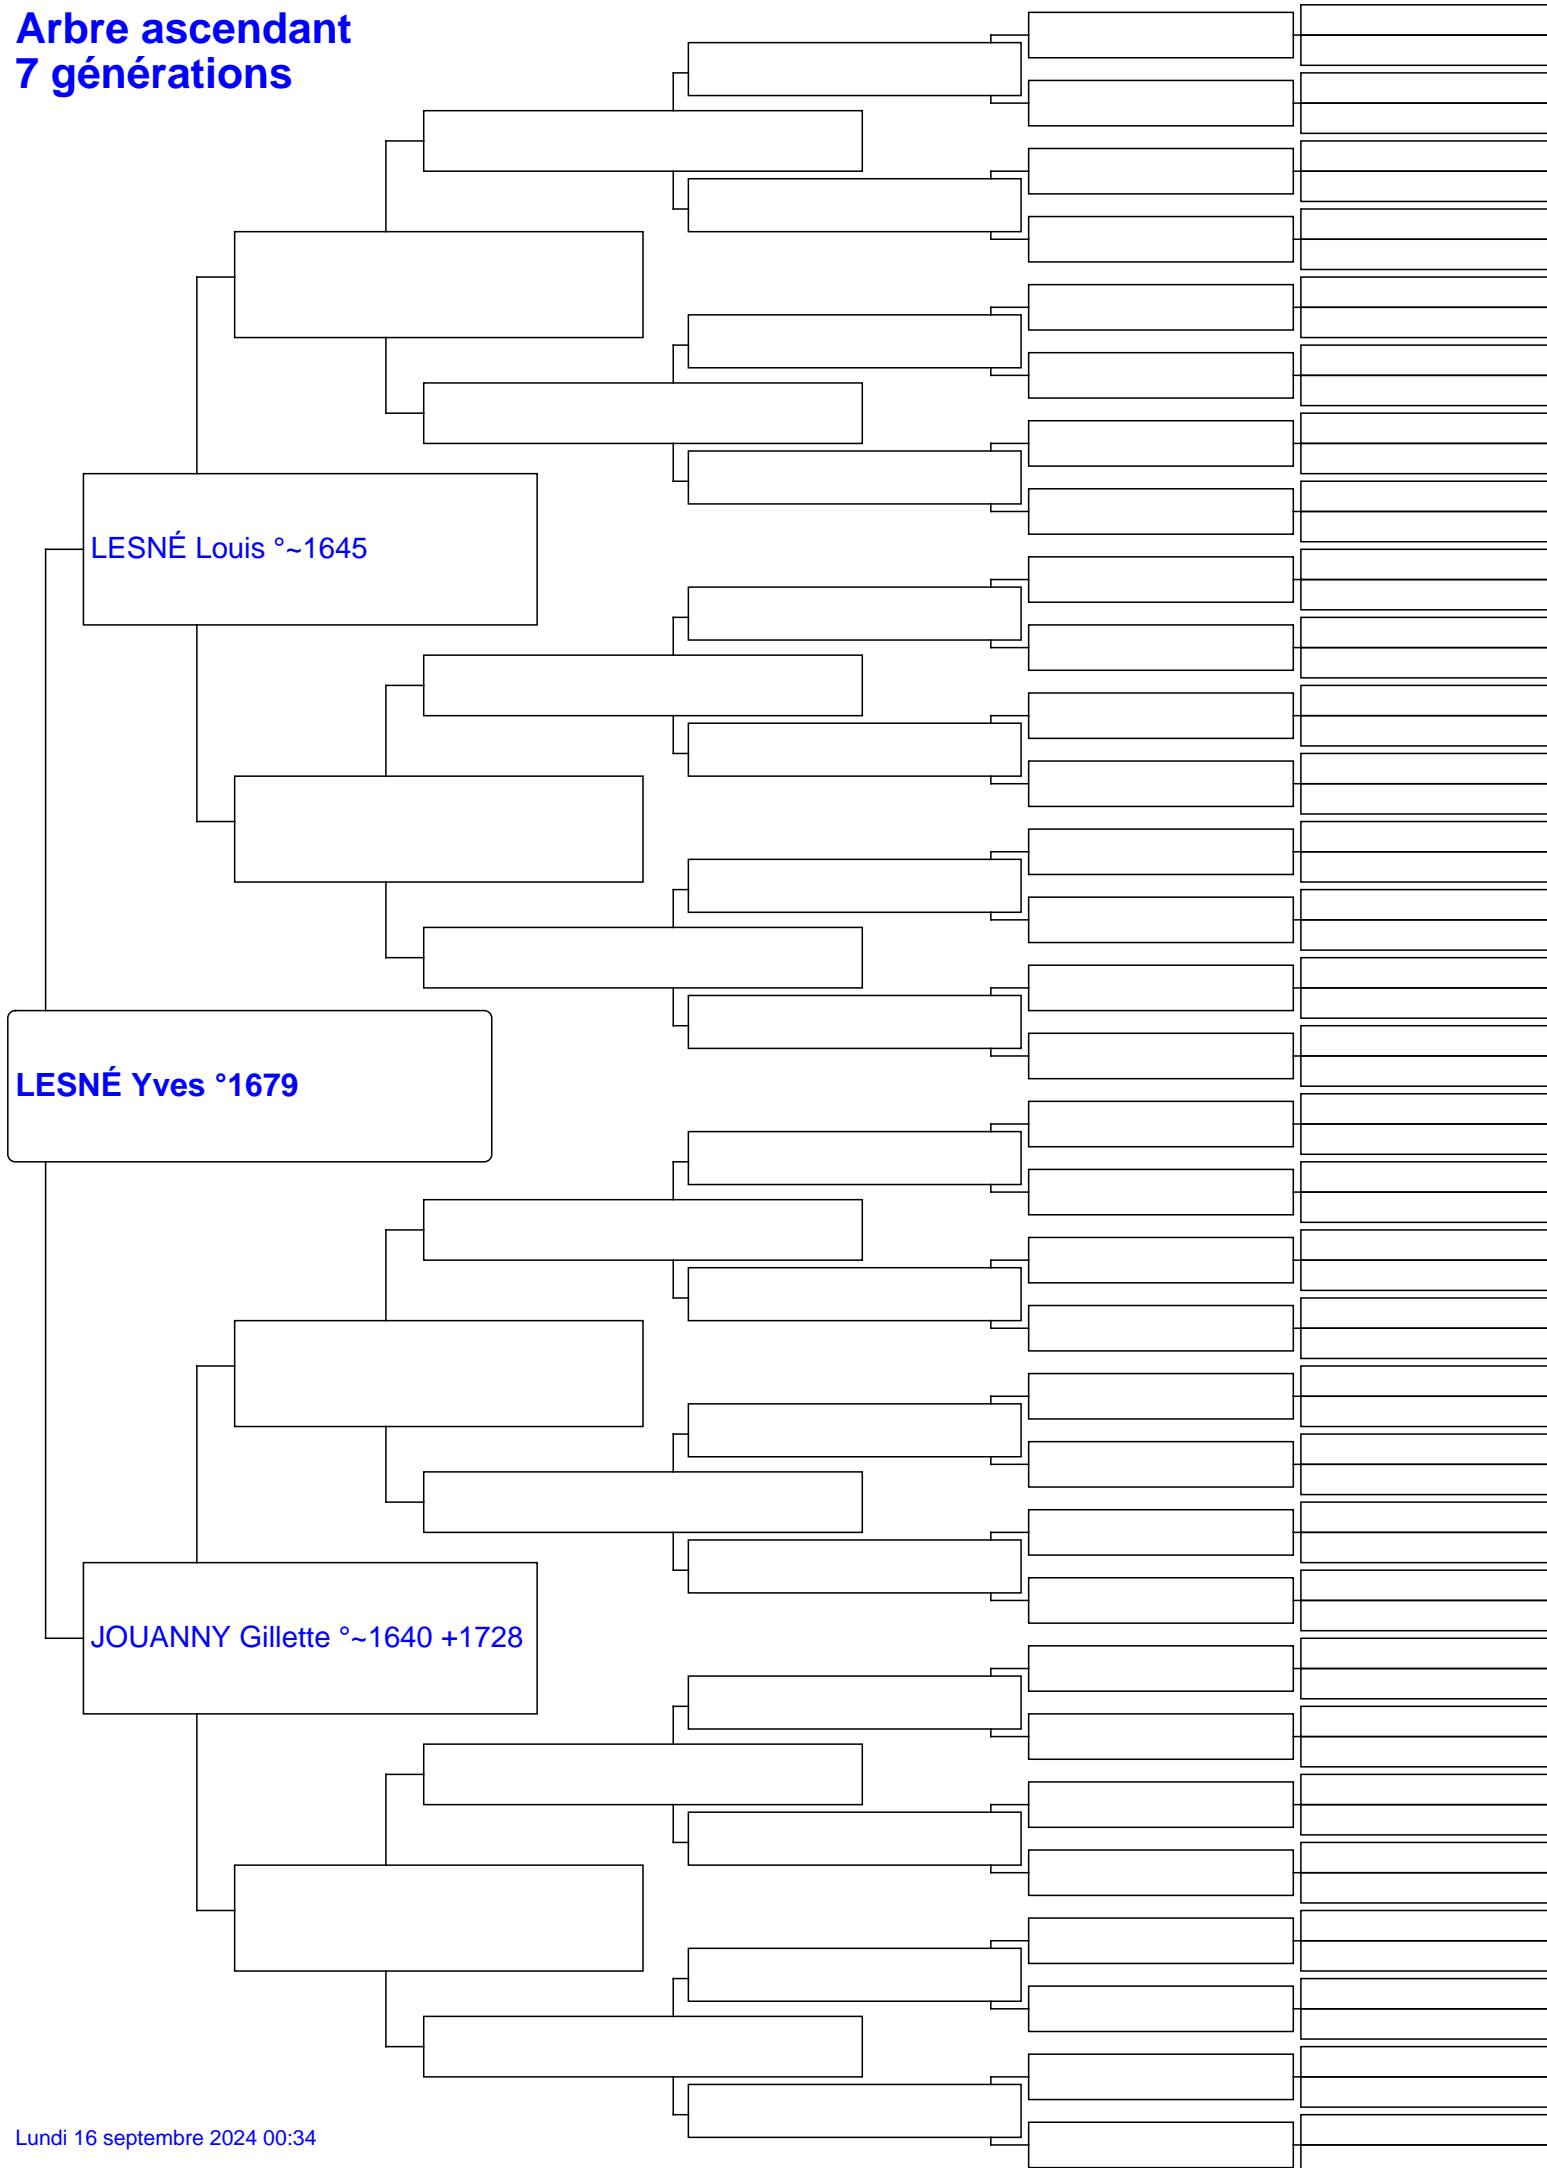 Arbre ascendant
7 générations
LESNÉ Louis °~1645
LESNÉ Yves °1679
JOUANNY Gillette °~1640 +1728
Lundi 16 septembre 2024 00:34